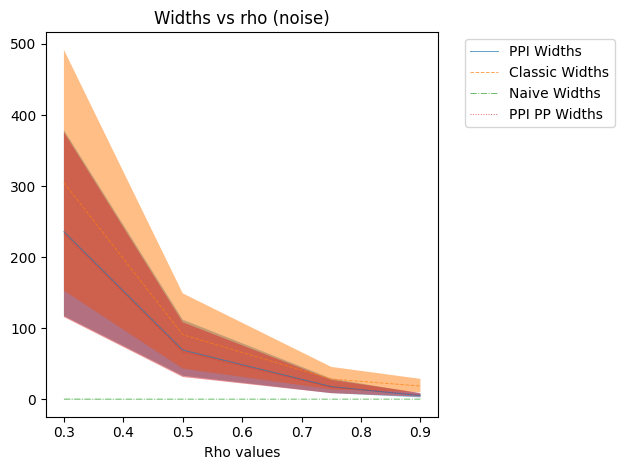 Widths vs rho (noise)
500
400
300
200
100
0
0.3 0.4 0.5 0.6 0.7 0.8 0.9
Rho values
PPI Widths
Classic Widths
Naive Widths
PPI PP Widths